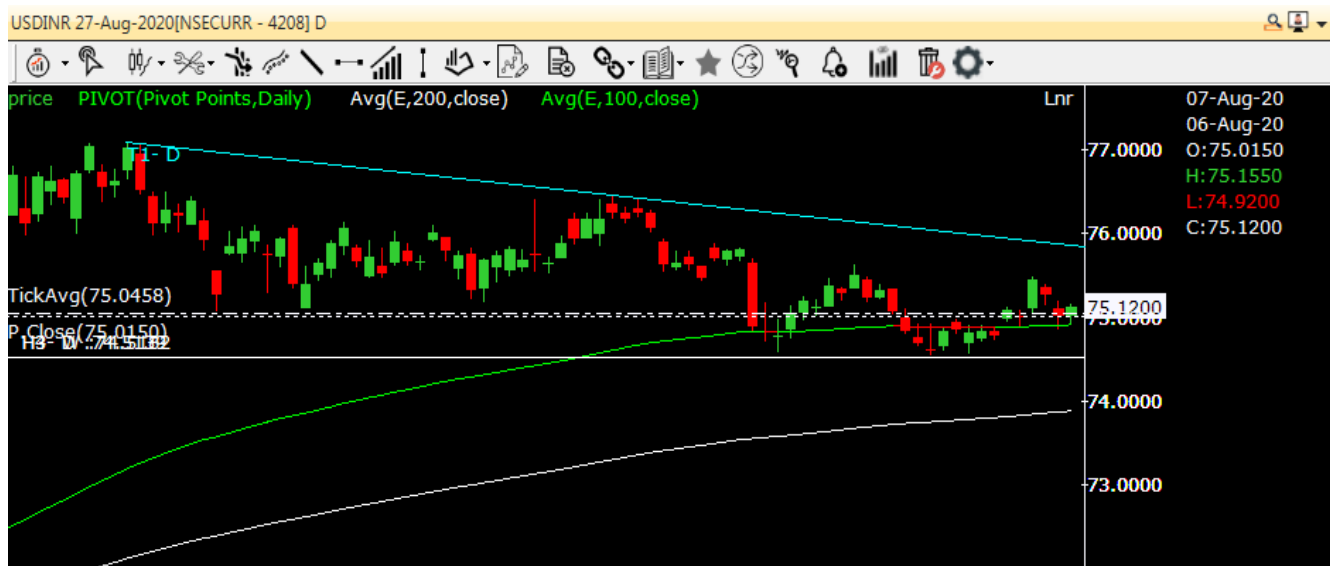 USDINR 27-Aug-2020[NSECURR - 4208] D
price PIVOT(Pivot Points,Daily) Avg(E,200,close) Avg(E,100,close) Lnr
07-Aug-20
06-Aug-20
O:75.0150
H:75.1550
L:74.9200
C:75.1200
T1- D
77.0000
76.0000
TickAvg(75.0458)
75.1200
75.0000
P.Close(75.0150)
74.0000
73.0000